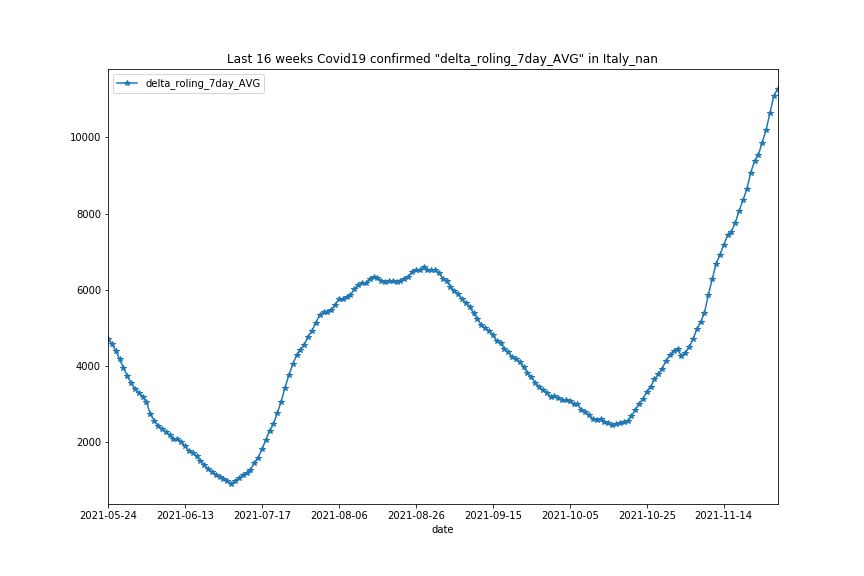 Last 16 weeks Covid19 confirmed "delta_roling_7day_AVG" in Italy_nan
delta_roling_7day_AVG
10000
8000
6000
4000
2000
2021-05-24 2021-06-13 2021-07-17 2021-08-06 2021-08-26 2021-09-15 2021-10-05 2021-10-25 2021-11-14
date